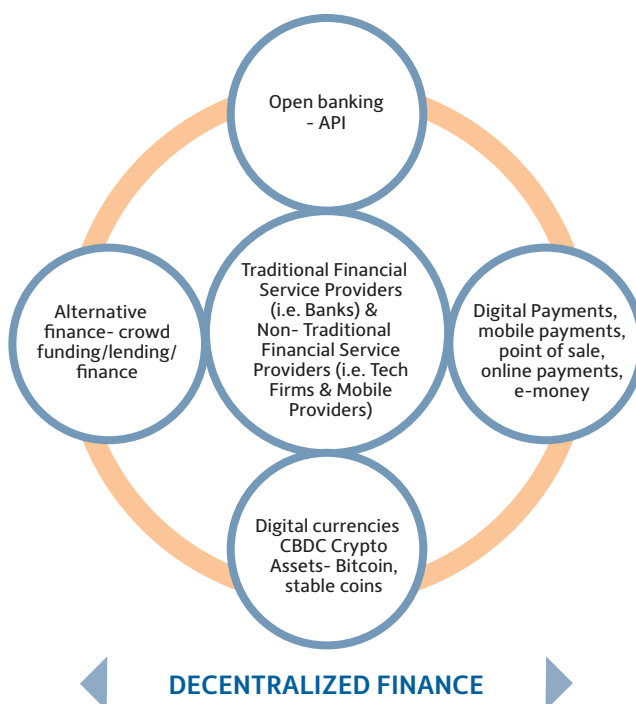 Open banking
- API
Traditional Financial
Service Providers
(i.e. Banks) &
Non- Traditional
Financial Service
Providers (i.e. Tech
Firms & Mobile
Providers)
Alternative
finance- crowd
funding/lending/
finance
Digital Payments,
mobile payments,
point of sale,
online payments,
e-money
Digital currencies
CBDC Crypto
Assets- Bitcoin,
stable coins
DECENTRALIZED FINANCE